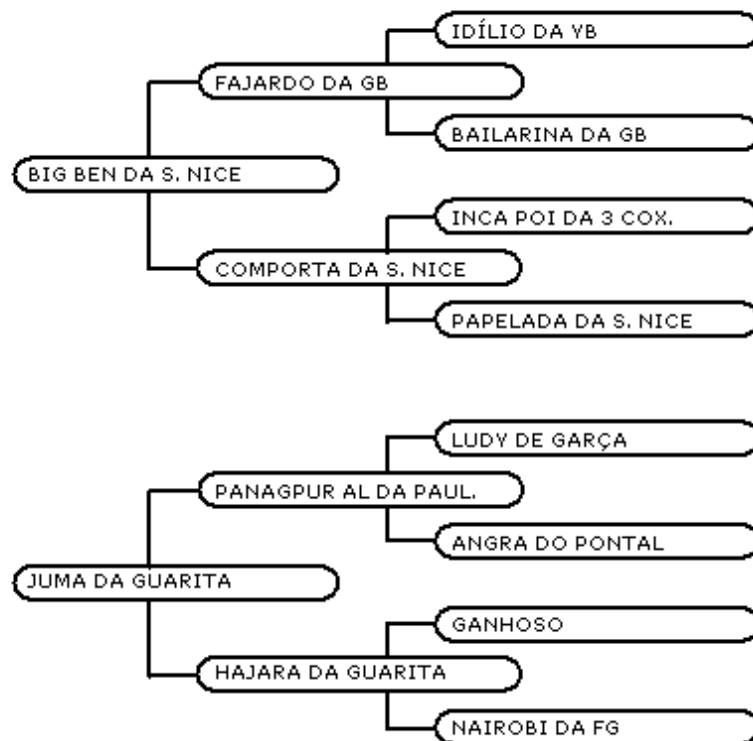 IDÍLIO DA YB
FAJARDO DA GB
BAILARINA DA GB
BIG BEN DA S. NICE
INCA POI DA 3 COX.
COMPORTA DA S. NICE
PAPELADA DA S. NICE
LUDY DE GARÇA
PANAGPUR AL DA PAUL.
ANGRA DO PONTAL
JUMA DA GUARITA
GANHOSO
HAJARA DA GUARITA
NAIROBI DA FG